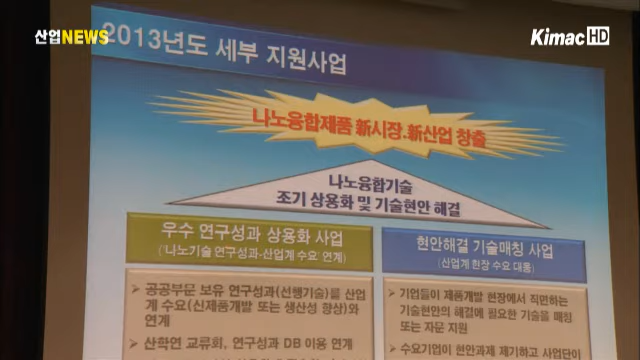 산업NEWS
Kimac HD
2013년도 세부 지원사업
나노융합제품 新시장.新산업 창출
나노융합기술
조기 상용화 및 기술현안 해결
우수 연구성과 상용화 사업
('나노기술 연구성과-산업계 수요' 연계)
공공부문 보유 연구성과(선행기술)를 산업
계 수요(신제품개발 또는 생산성 향상)와
연계
산학연 교류회, 연구성과 DB 이용 연계
현안해결 기술매칭 사업
(산업계 현장 수요 대응)
기업들이 제품개발 현장에서 직면하는
기술현안의 해결에 필요한 기술을 매칭
또는 자문 지원
수요기업이 현안과제 제기하고 사업단이